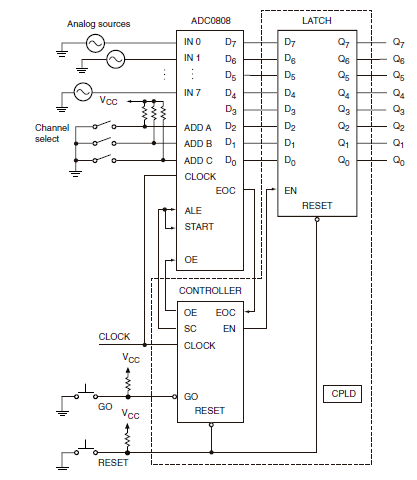 Analog sources
ADC0808
LATCH
IN 0
IN 1
IN 7
D7
D6
D5
D4
D3
D2
D1
D0
D7
D6
D5
D4
D3
D2
D1
D0
Q7
Q6
Q5
Q4
Q3
Q2
Q1
Q0
Q7
Q6
Q5
Q4
Q3
Q2
Q1
Q0
VCC
Channel
select
ADD A
ADD B
ADD C
CLOCK
EOC
ALE
START
OE
EN
RESET
CONTROLLER
OE
EOC
SC
EN
CLOCK
GO
RESET
CLOCK
VCC
GO
VCC
RESET
CPLD